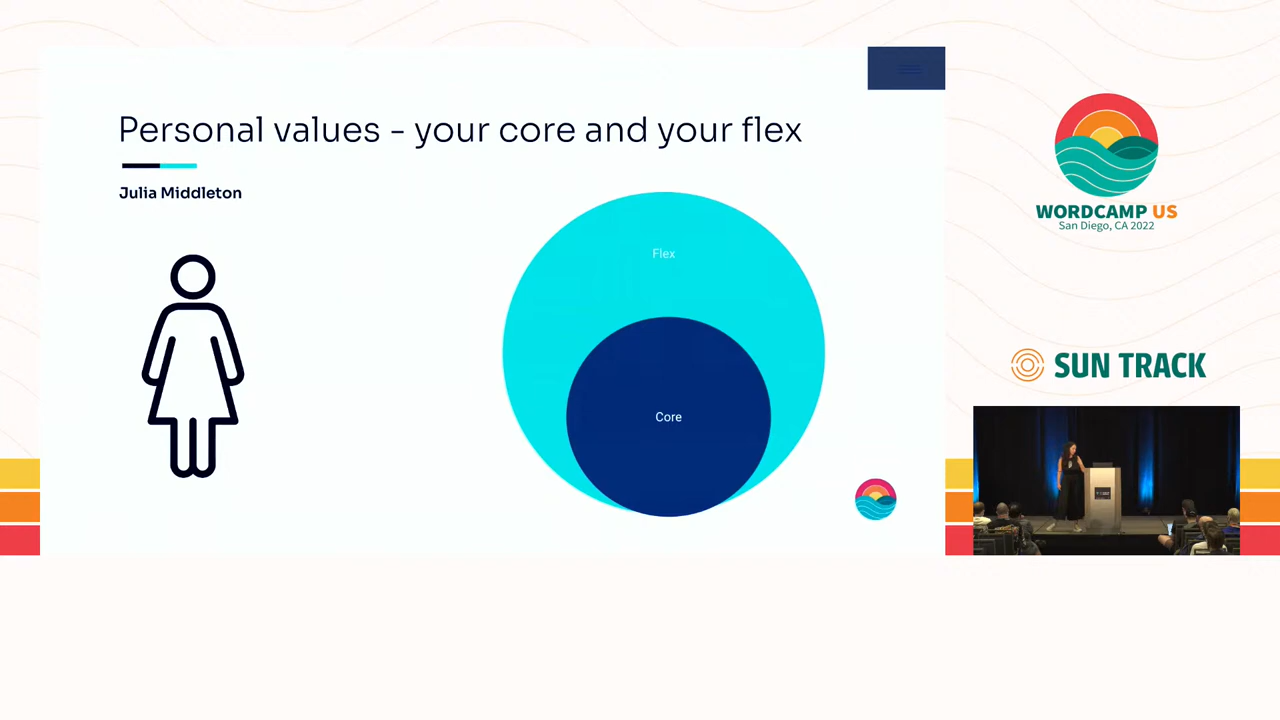 Personal values - your core and your flex
Julia Middleton
Flex
Core
WORDCAMP US
San Diego, CA 2022
SUN TRACK